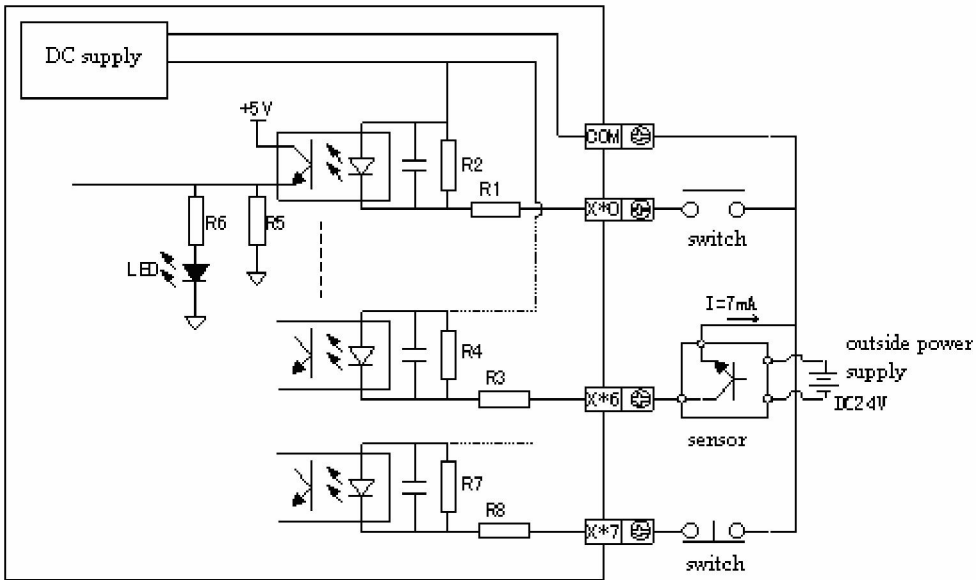 DC supply
+5V
COM
R2
R1
X*0
R6
R5
switch
LED
I=7mA
R4
outside power
supply
R3
X*6
DC24V
sensor
R7
R8
X*7
switch